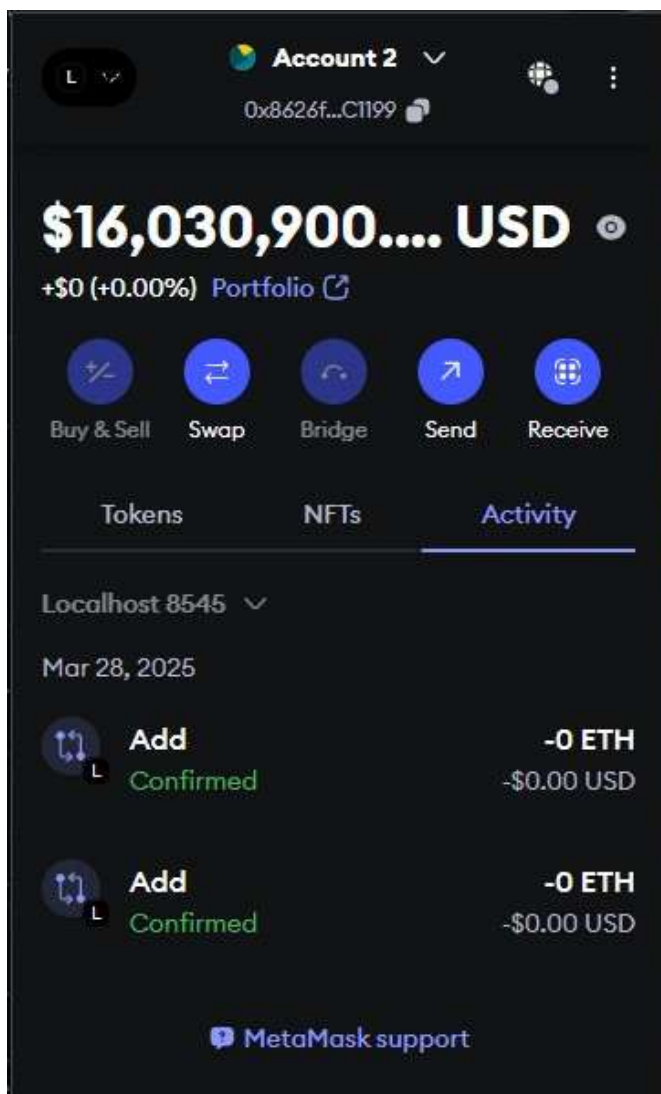 L
Account 2
0x8626f...C1199
$16,030,900.... USD
+$0 (+0.00%) Portfolio
Buy & Sell Swap Bridge Send Receive
Tokens NFTs Activity
Localhost 8545
Mar 28, 2025
Add -0 ETH
L
Confirmed -$0.00 USD
Add -0 ETH
L
Confirmed -$0.00 USD
MetaMask support